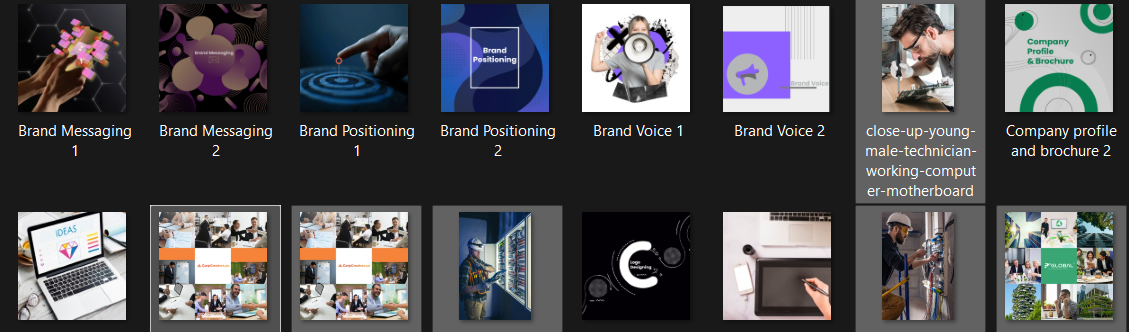 Brand Messaging
Brand
Positioning
Brand Voice
Company
Profile
& Brochure
Brand Messaging
1
Brand Messaging
2
Brand Positioning
1
Brand Positioning
2
Brand Voice 1
Brand Voice 2
close-up-young-
male-technician-
working-comput
er-motherboard
Company profile
and brochure 2
IDEAS
Logo
Designing
GLOBAL